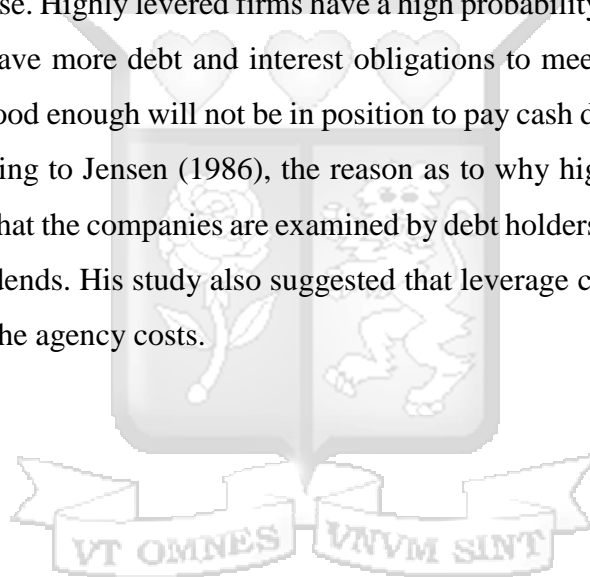 se. Highly levered firms have a high probability
ave more debt and interest obligations to mee
ood enough will not be in position to pay cash d
ing to Jensen (1986), the reason as to why hig
hat the companies are examined by debt holders
dends. His study also suggested that leverage c
he agency costs.
VT OMNES VNVM SINT